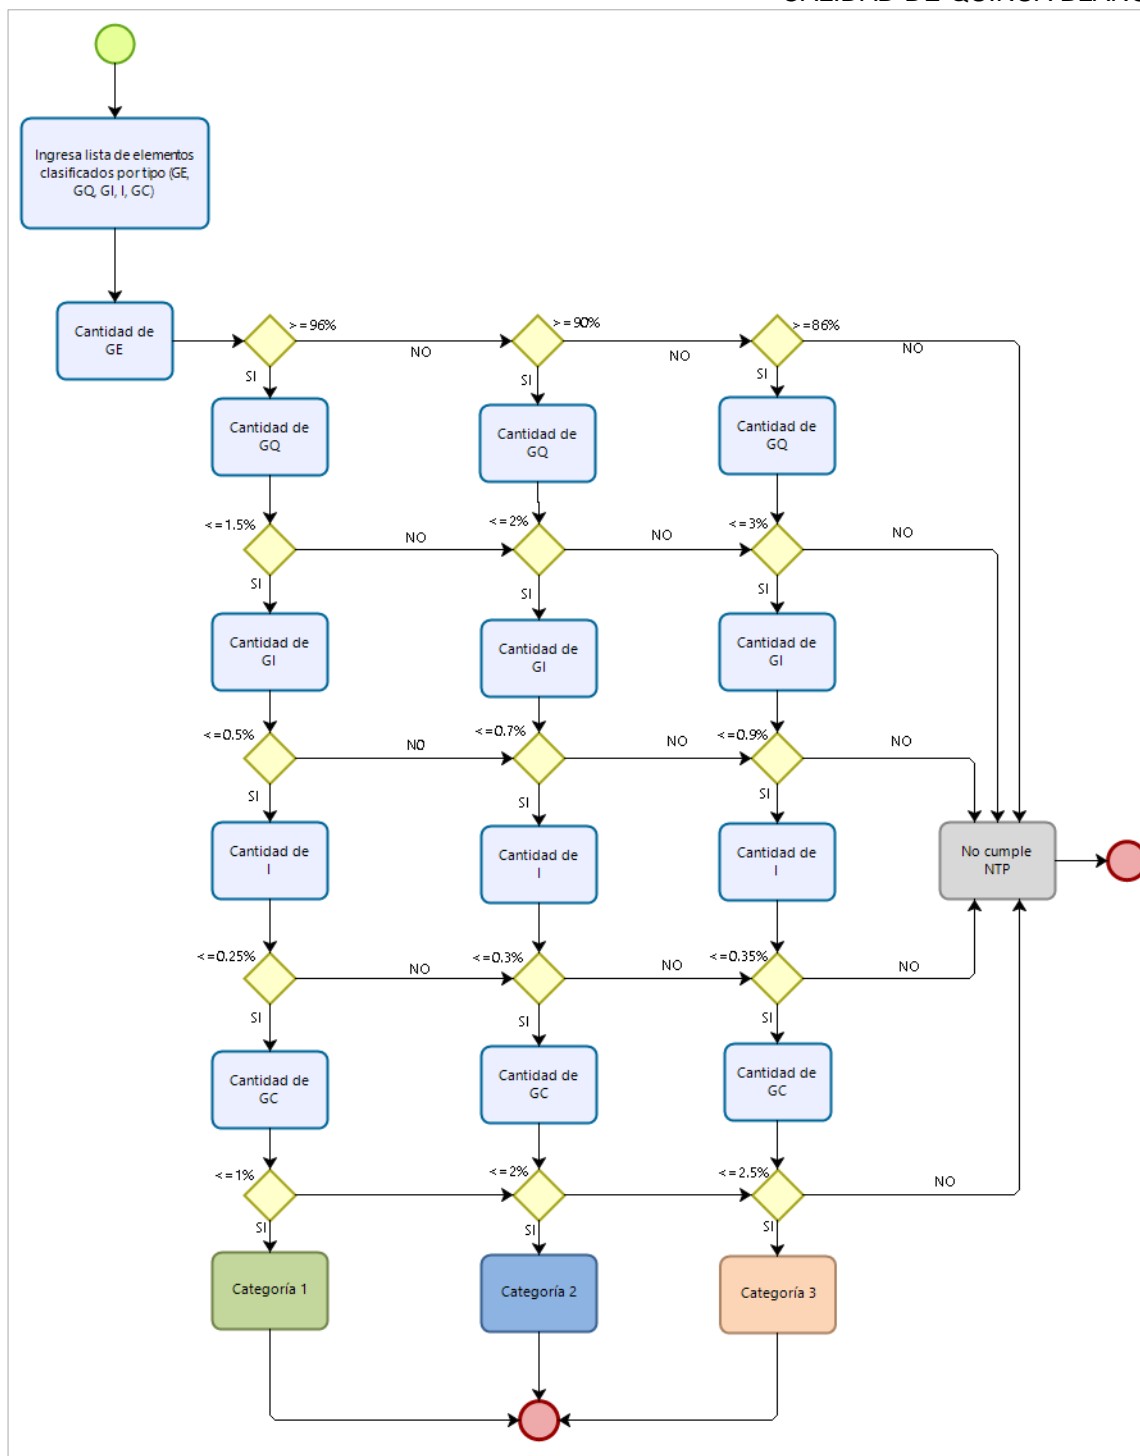 Ingresa lista de elementos
clasificados por tipo (GE,
GQ, GI, I, GC)
Cantidad de
GE
>=96%
NO
>=90%
NO
>=86%
NO
SI
SI
SI
Cantidad de
GQ
Cantidad de
GQ
Cantidad de
GQ
<=1.5%
NO
<=2%
NO
<=3%
NO
SI
SI
SI
Cantidad de
GI
Cantidad de
GI
Cantidad de
GI
<=0.5%
NO
<=0.7%
NO
<=0.9%
NO
SI
SI
SI
Cantidad de
I
Cantidad de
I
Cantidad de
I
No cumple
NTP
<=0.25%
NO
<=0.3%
NO
<=0.35%
NO
SI
SI
SI
Cantidad de
GC
Cantidad de
GC
Cantidad de
GC
<=1%
<=2%
<=2.5%
NO
SI
SI
SI
Categoría 1
Categoría 2
Categoría 3